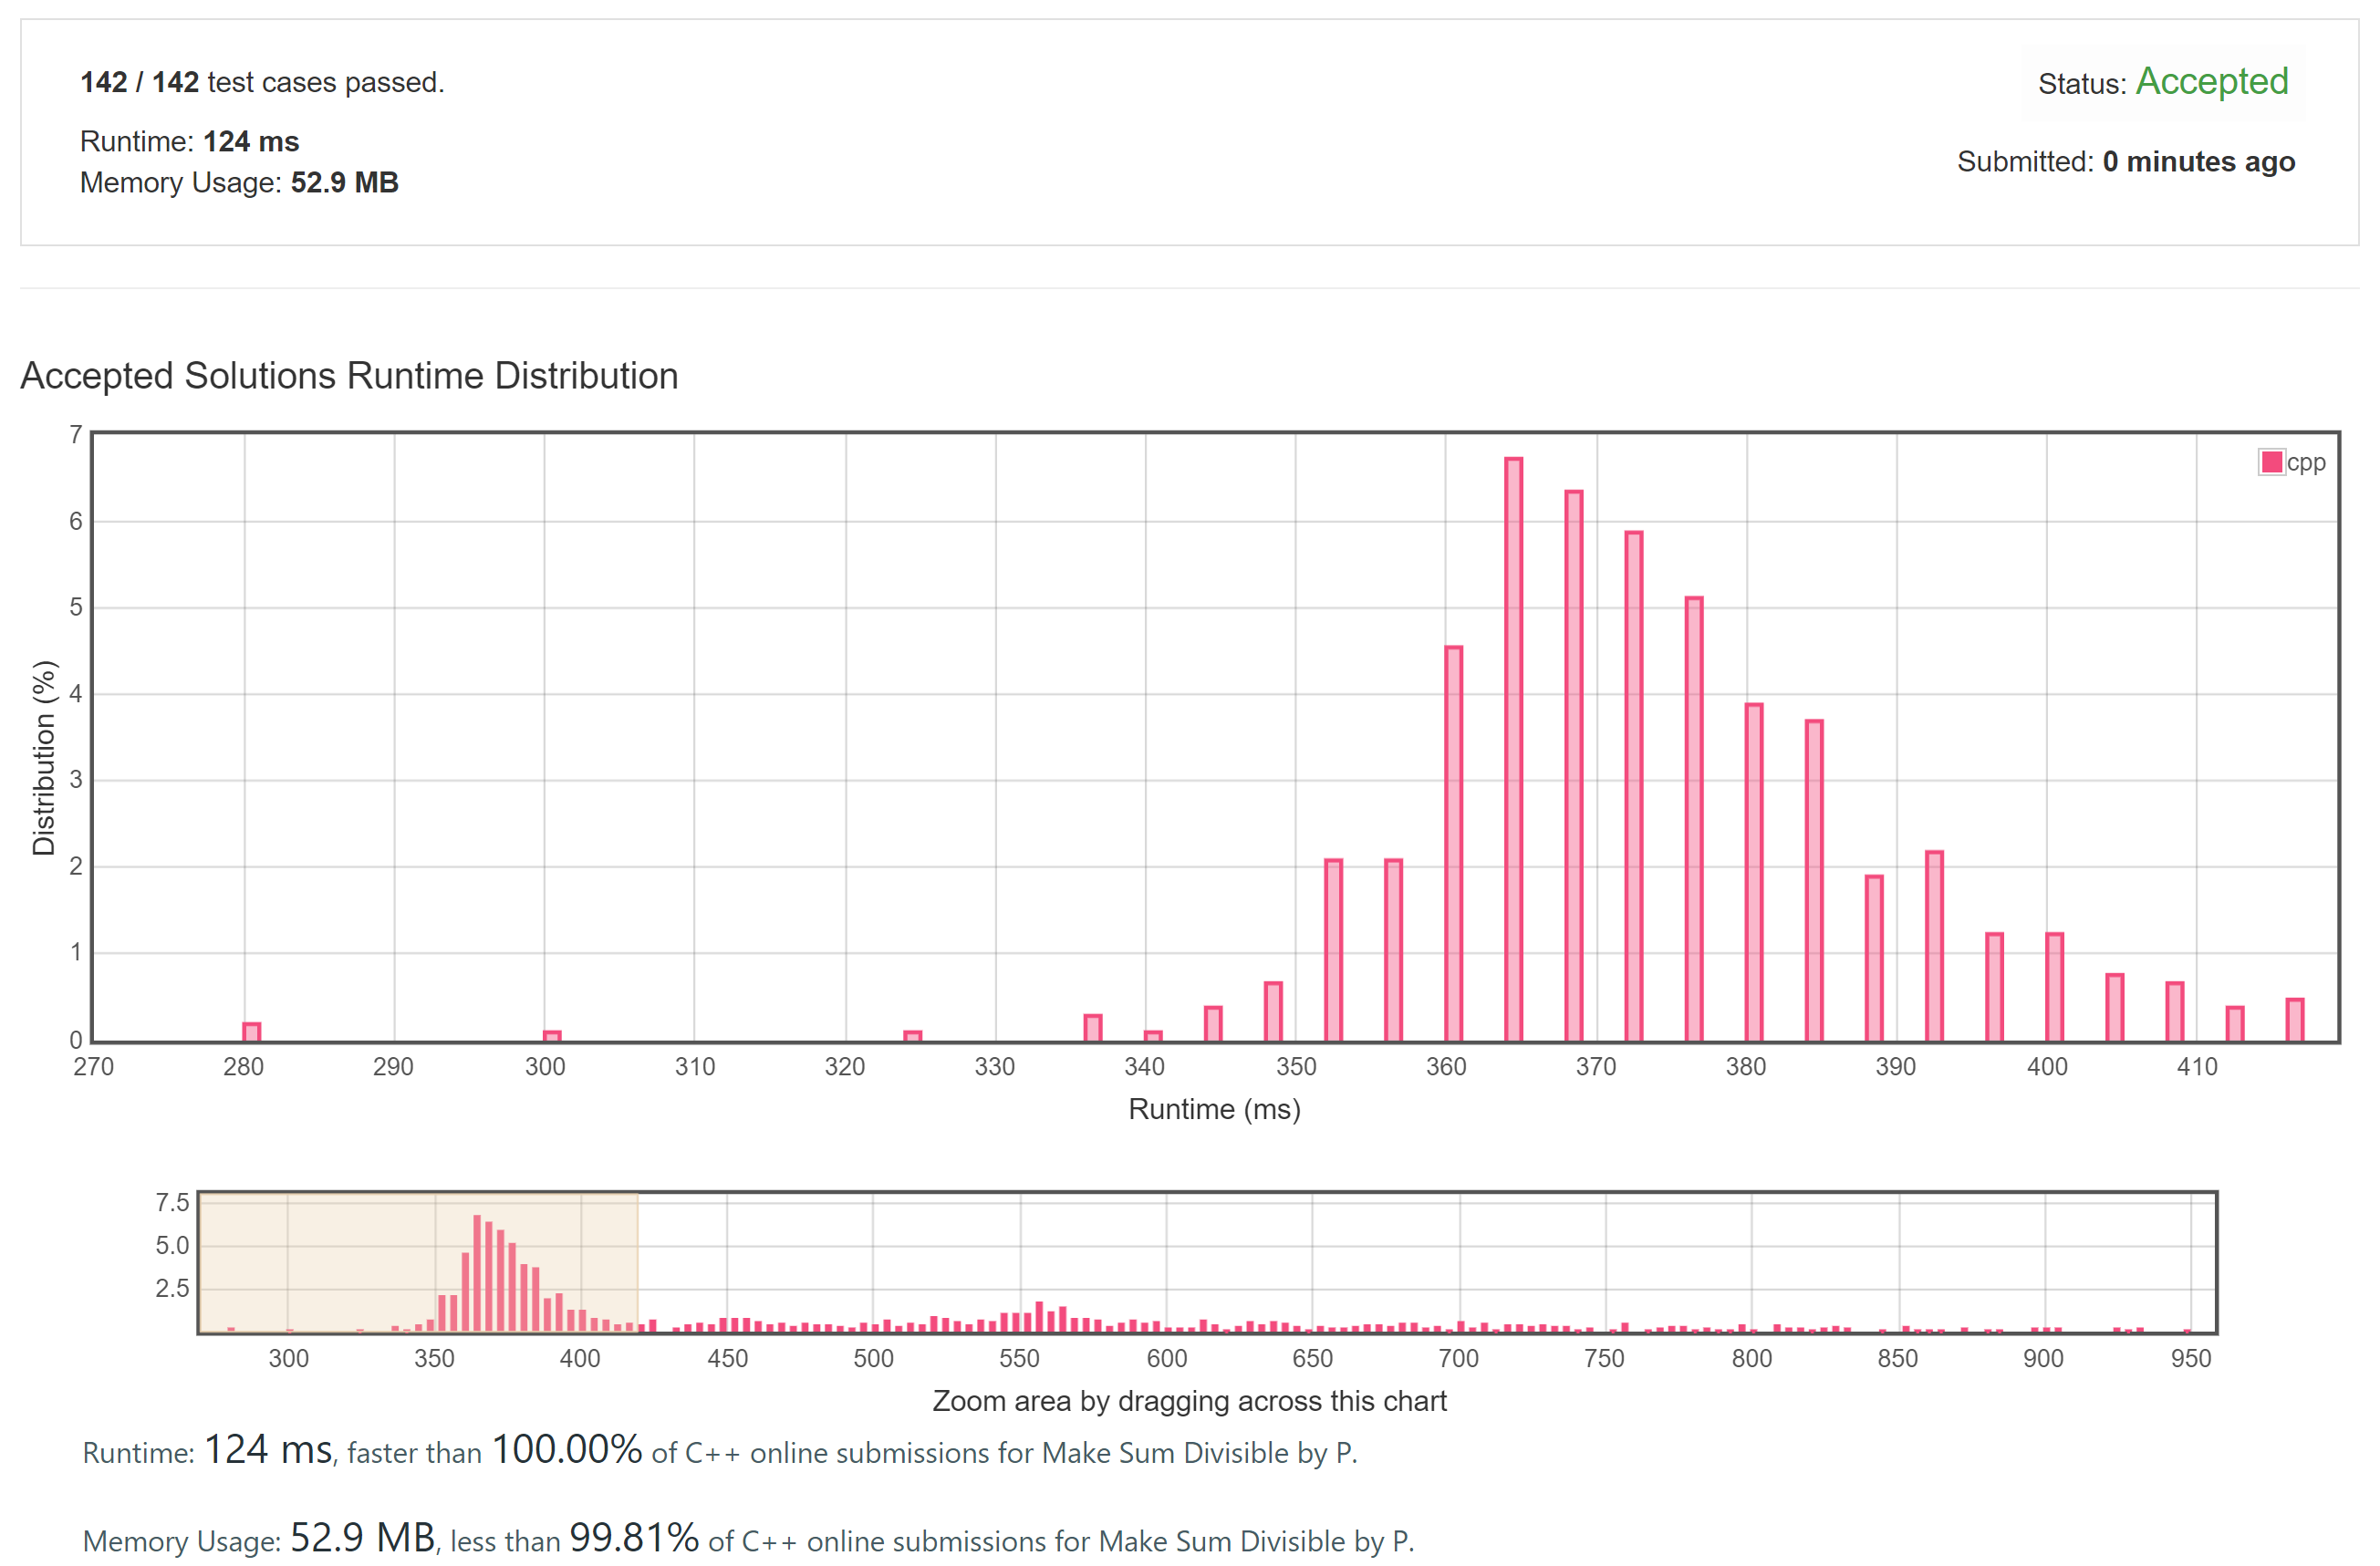 142 / 142 test cases passed.
Status: Accepted
Runtime: 124 ms
Submitted: 0 minutes ago
Memory Usage: 52.9 MB
Accepted Solutions Runtime Distribution
7
cpp
6
5
4
3
2
1
0
Distribution (%)
270 280 290 300 310 320 330 340 350 360 370 380 390 400 410
Runtime (ms)
7.5
5.0
2.5
300 350 400 450 500 550 600 650 700 750 800 850 900 950
Zoom area by dragging across this chart
Runtime: 124 ms, faster than 100.00% of C++ online submissions for Make Sum Divisible by P.
Memory Usage: 52.9 MB, less than 99.81% of C++ online submissions for Make Sum Divisible by P.